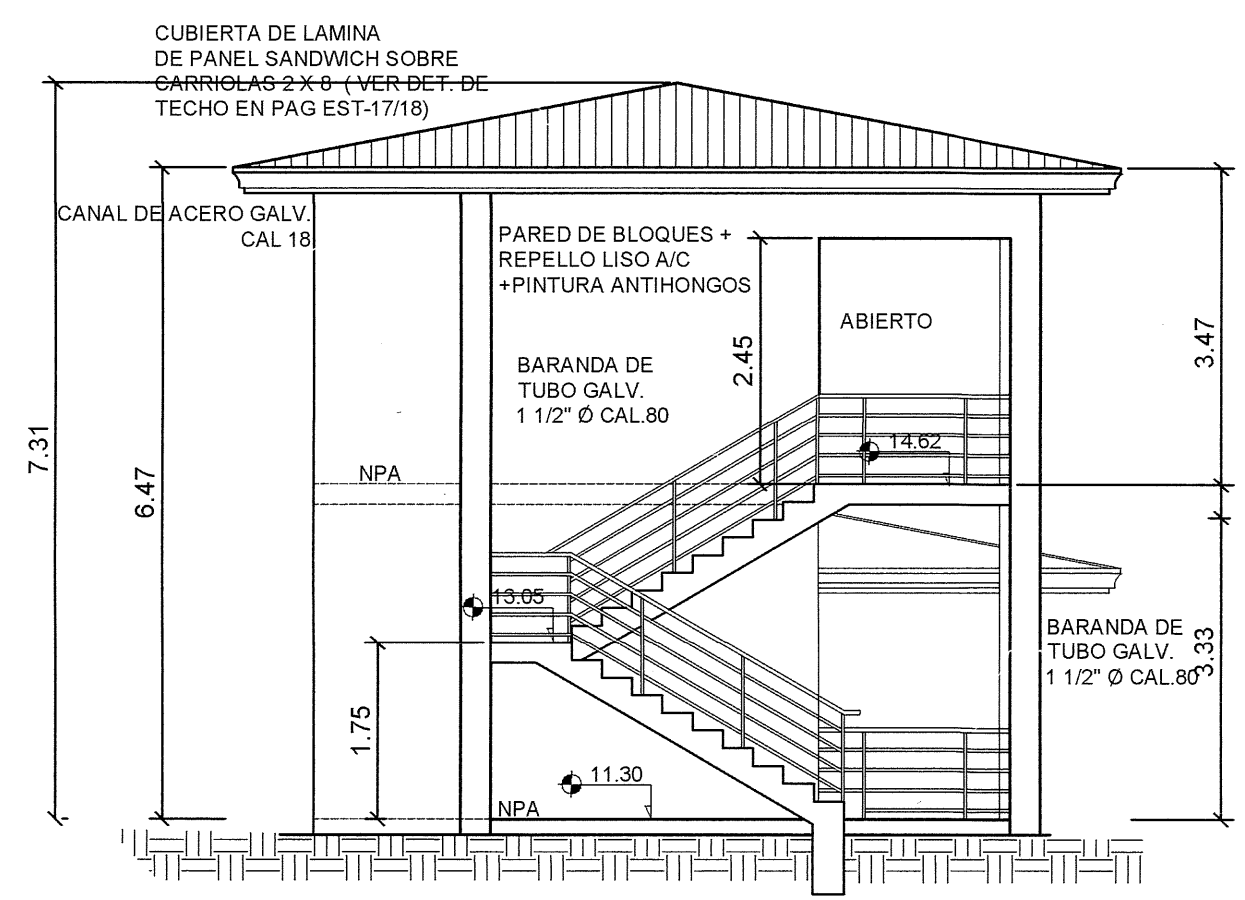 CUBIERTA DE LAMINA
DE PANEL SANDWICH SOBRE
CARRIOLAS 2 X 8 ( VER DET. DE
TECHO EN PAG EST-17/18)
CANAL DE ACERO GALV.
CAL 18
PARED DE BLOQUES +
REPELLO LISO A/C
+PINTURA ANTIHONGOS
ABIERTO
2.45
3.47
BARANDA DE
TUBO GALV.
1 1/2" Ø CAL.80
7.31
6.47
NPA
14.62
13.05
BARANDA DE
TUBO GALV.
1 1/2" Ø CAL.80
3.33
1.75
11.30
NPA